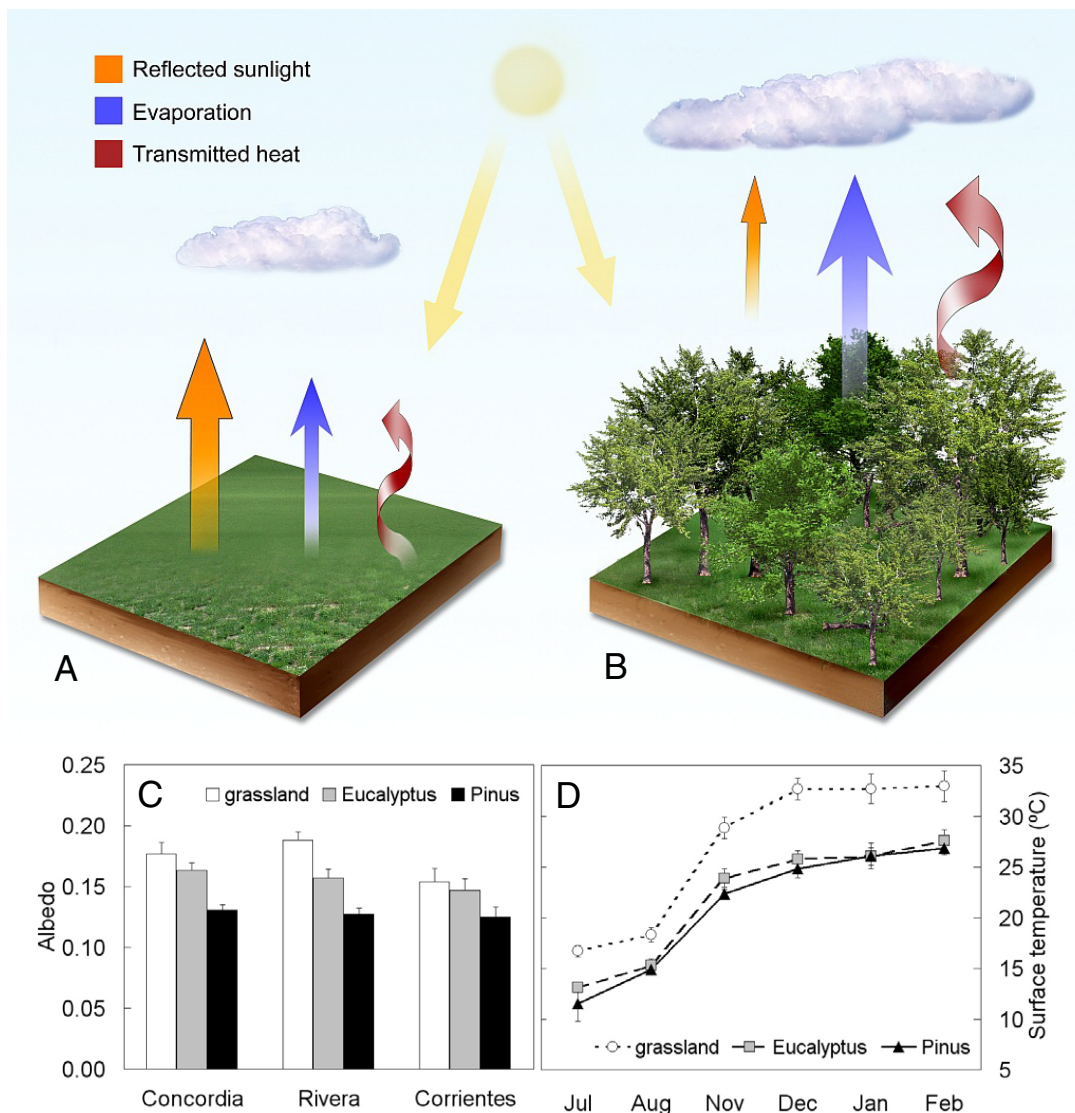 Reflected sunlight
Evaporation
Transmitted heat
A
B
C
grassland Eucalyptus Pinus
Albedo
0.25
0.20
0.15
0.10
0.05
0.00
Concordia Rivera Corrientes
D
35
30
25
20
15
10
5
Surface temperature (ºC)
grassland Eucalyptus Pinus
Jul Aug Nov Dec Jan Feb